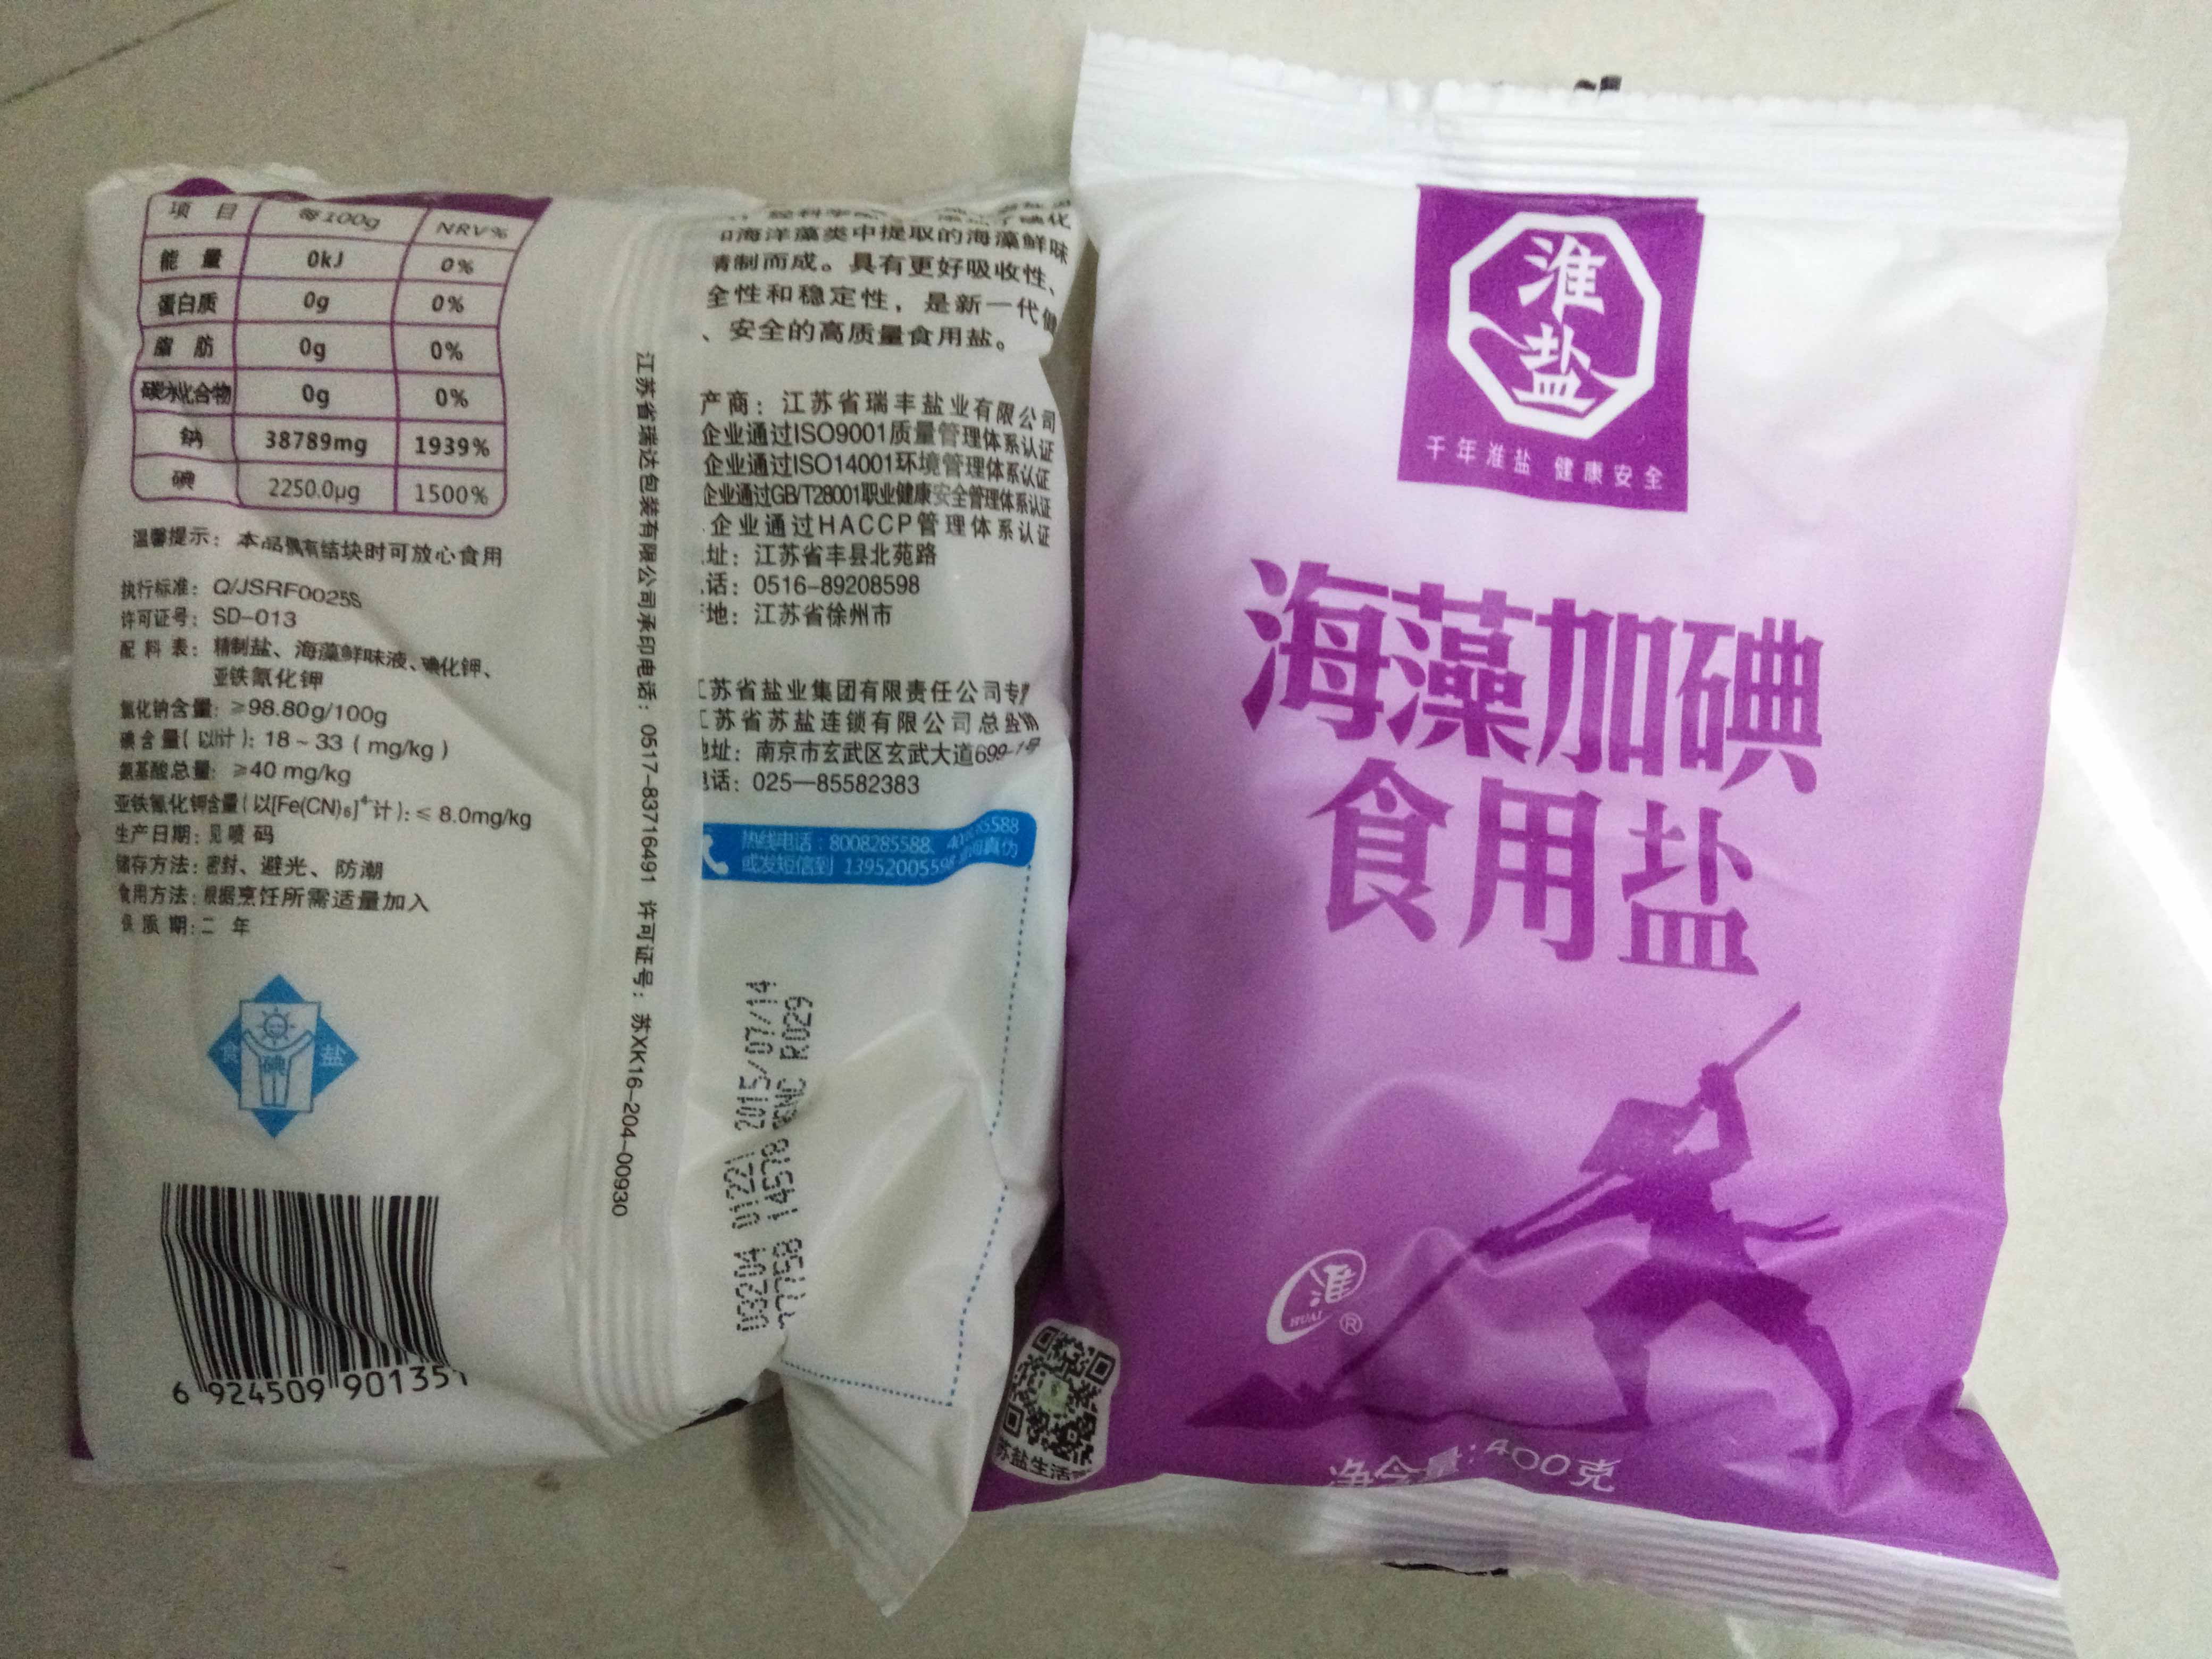 项 目 每100g NRV%
能 量 0kJ 0%
蛋白质 0g 0%
脂 肪 0g 0%
碳水化合物 0g 0%
钠 38789mg 1939%
碘 2250.0μg 1500%
温馨提示：本品偶有结块时可放心食用
执行标准：Q/JSRF0025S
许可证号：SD-013
配 料 表：精制盐、海藻鲜味液、碘化钾、
亚铁氰化钾
氯化钠含量：≥98.80g/100g
碘含量（以I计）：18~33（mg/kg）
氨基酸总量：≥40 mg/kg
亚铁氰化钾含量（以[Fe(CN)₆]⁴⁻计）：≤ 8.0mg/kg
生产日期：见喷码
储存方法：密封、避光、防潮
食用方法：根据烹饪所需适量加入
保 质 期：二 年
食 碘 盐
6 924509 901351
江苏省瑞达包装有限公司承印电话：0517-83716491 许可证号：苏XK16-204-00930
海洋藻类中提取的海藻鲜味
精制而成。具有更好吸收性、
全性和稳定性，是新一代健
、安全的高质量食用盐。
产商：江苏省瑞丰盐业有限公司
企业通过ISO9001质量管理体系认证
企业通过ISO14001环境管理体系认证
企业通过GB/T28001职业健康安全管理体系认证
企业通过HACCP管理体系认证
址：江苏省丰县北苑路
话：0516-89208598
地：江苏省徐州市
江苏省盐业集团有限责任公司专
江苏省苏盐连锁有限公司总经销
地址：南京市玄武区玄武大道699-1号
电话：025—85582383
热线电话：8008285588、
或发短信到 13952005598 查询真伪
77758 14578 BNC R029
08204 01221 2015/07/14
淮
盐
千年淮盐 健康安全
海藻加碘
食用盐
淮
HUAI ®
苏盐生活
净含量：400克